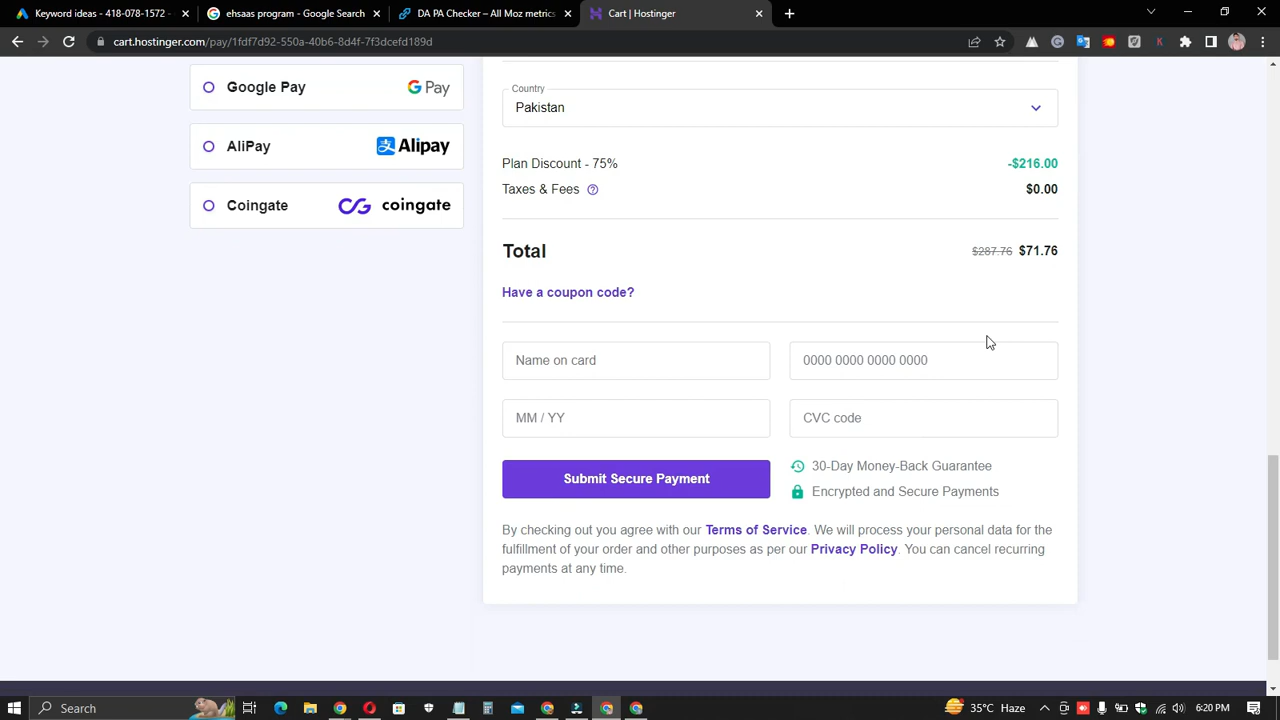 Keyword ideas - 418-078-1572 -
ehsaas program - Google Search
DA PA Checker – All Moz metrics
Cart | Hostinger
cart.hostinger.com/pay/1fdf7d92-550a-40b6-8d4f-7f3dcefd189d
Google Pay
G Pay
AliPay
支 Alipay
Coingate
coingate
Country
Pakistan
Plan Discount - 75%
-$216.00
Taxes & Fees
$0.00
Total
$287.76 $71.76
Have a coupon code?
Name on card
0000 0000 0000 0000
MM / YY
CVC code
Submit Secure Payment
30-Day Money-Back Guarantee
Encrypted and Secure Payments
By checking out you agree with our Terms of Service. We will process your personal data for the
fulfillment of your order and other purposes as per our Privacy Policy. You can cancel recurring
payments at any time.
Search
35°C Haze
6:20 PM